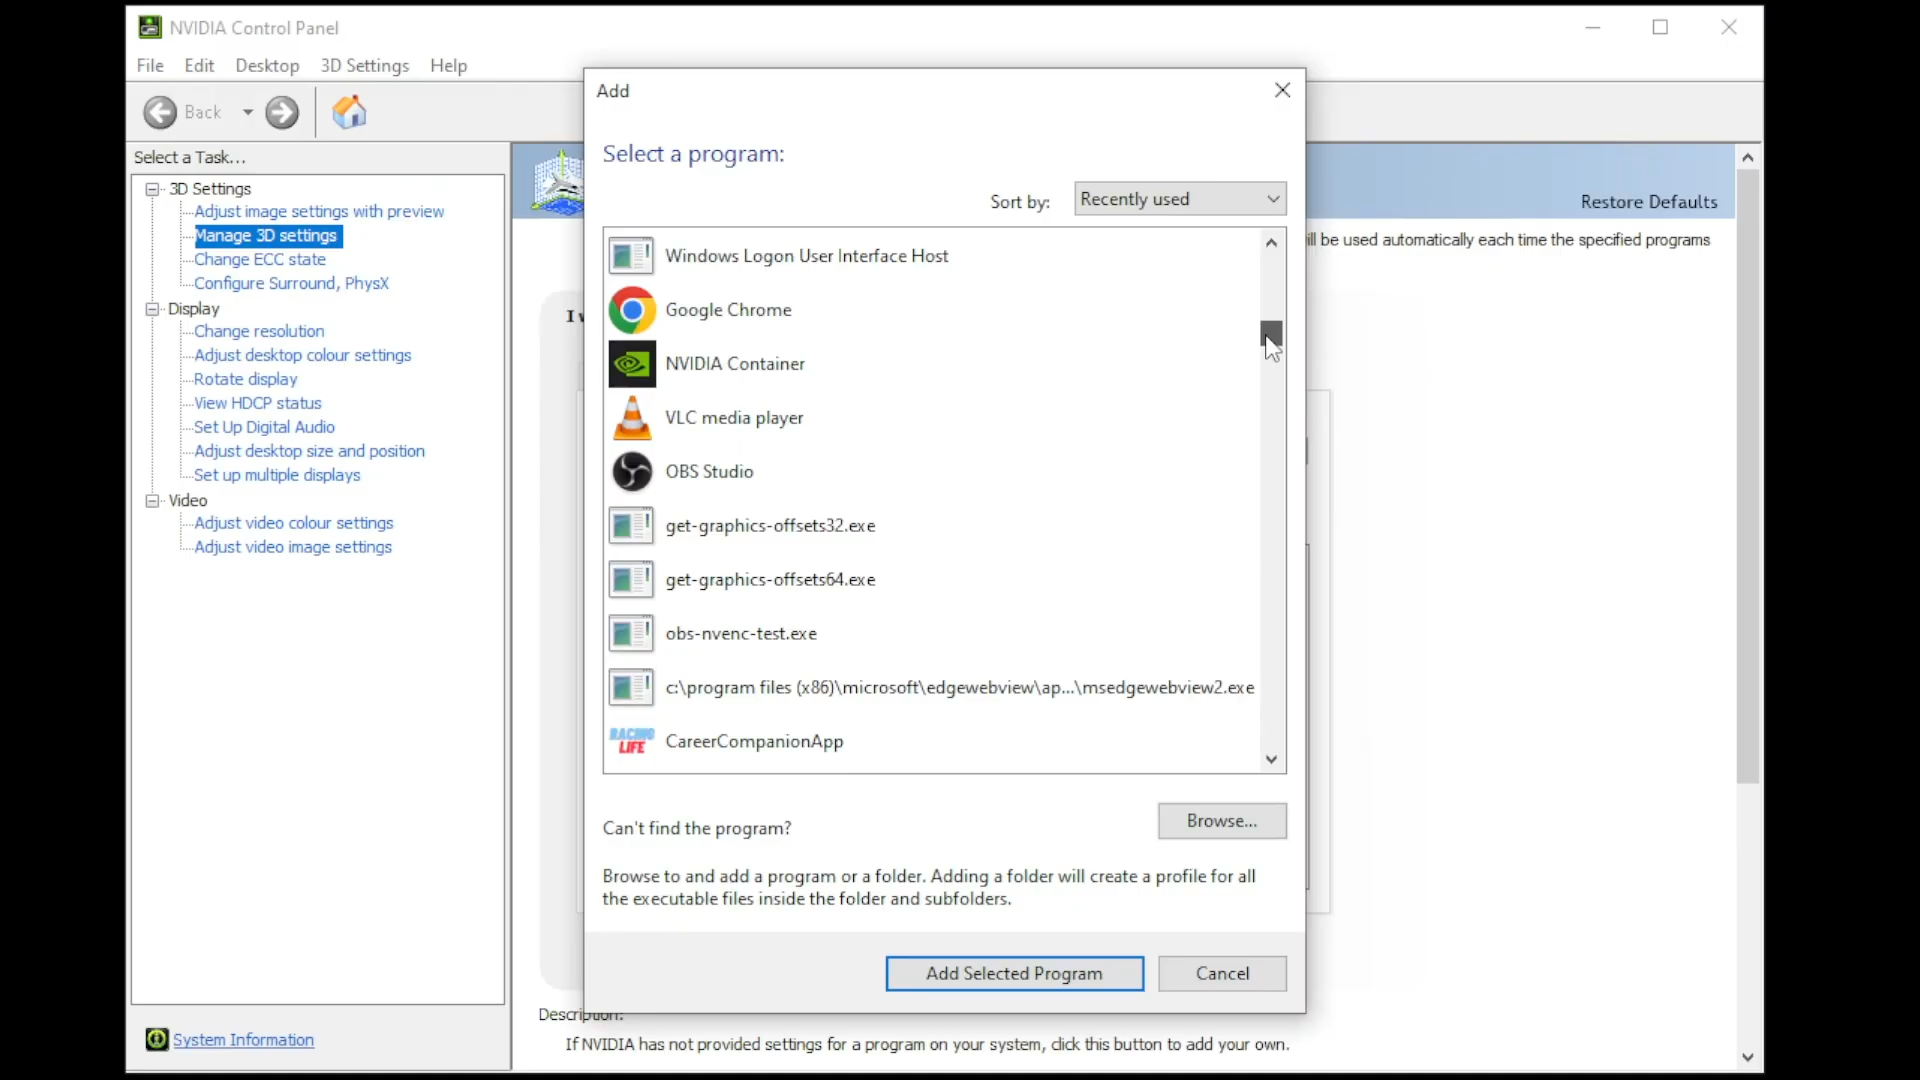 NVIDIA Control Panel
File Edit Desktop 3D Settings Help
Back
Select a Task...
3D Settings
Adjust image settings with preview
Manage 3D settings
Change ECC state
Configure Surround, PhysX
Display
Change resolution
Adjust desktop colour settings
Rotate display
View HDCP status
Set Up Digital Audio
Adjust desktop size and position
Set up multiple displays
Video
Adjust video colour settings
Adjust video image settings
System Information
Restore Defaults
be used automatically each time the specified programs
I
Add
Select a program:
Sort by: Recently used
Windows Logon User Interface Host
Google Chrome
NVIDIA Container
VLC media player
OBS Studio
get-graphics-offsets32.exe
get-graphics-offsets64.exe
obs-nvenc-test.exe
c:\program files (x86)\microsoft\edgewebview\ap...\msedgewebview2.exe
RACING LIFE
CareerCompanionApp
Can't find the program? Browse...
Browse to and add a program or a folder. Adding a folder will create a profile for all
the executable files inside the folder and subfolders.
Add Selected Program Cancel
Description:
If NVIDIA has not provided settings for a program on your system, click this button to add your own.